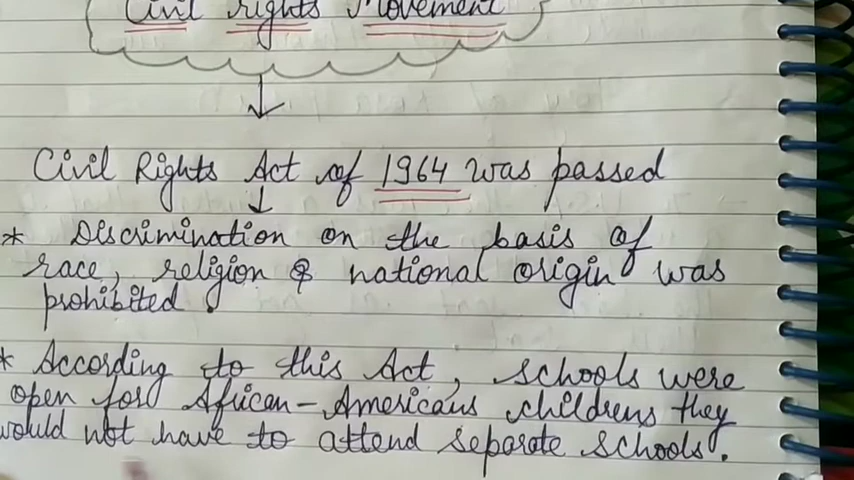 Civil Rights Movement
Civil Rights Act of 1964 was passed
* Discrimination on the basis of
race, religion & national origin was
prohibited.
* According to this Act, schools were
open for African-Americans childrens they
would not have to attend separate schools.